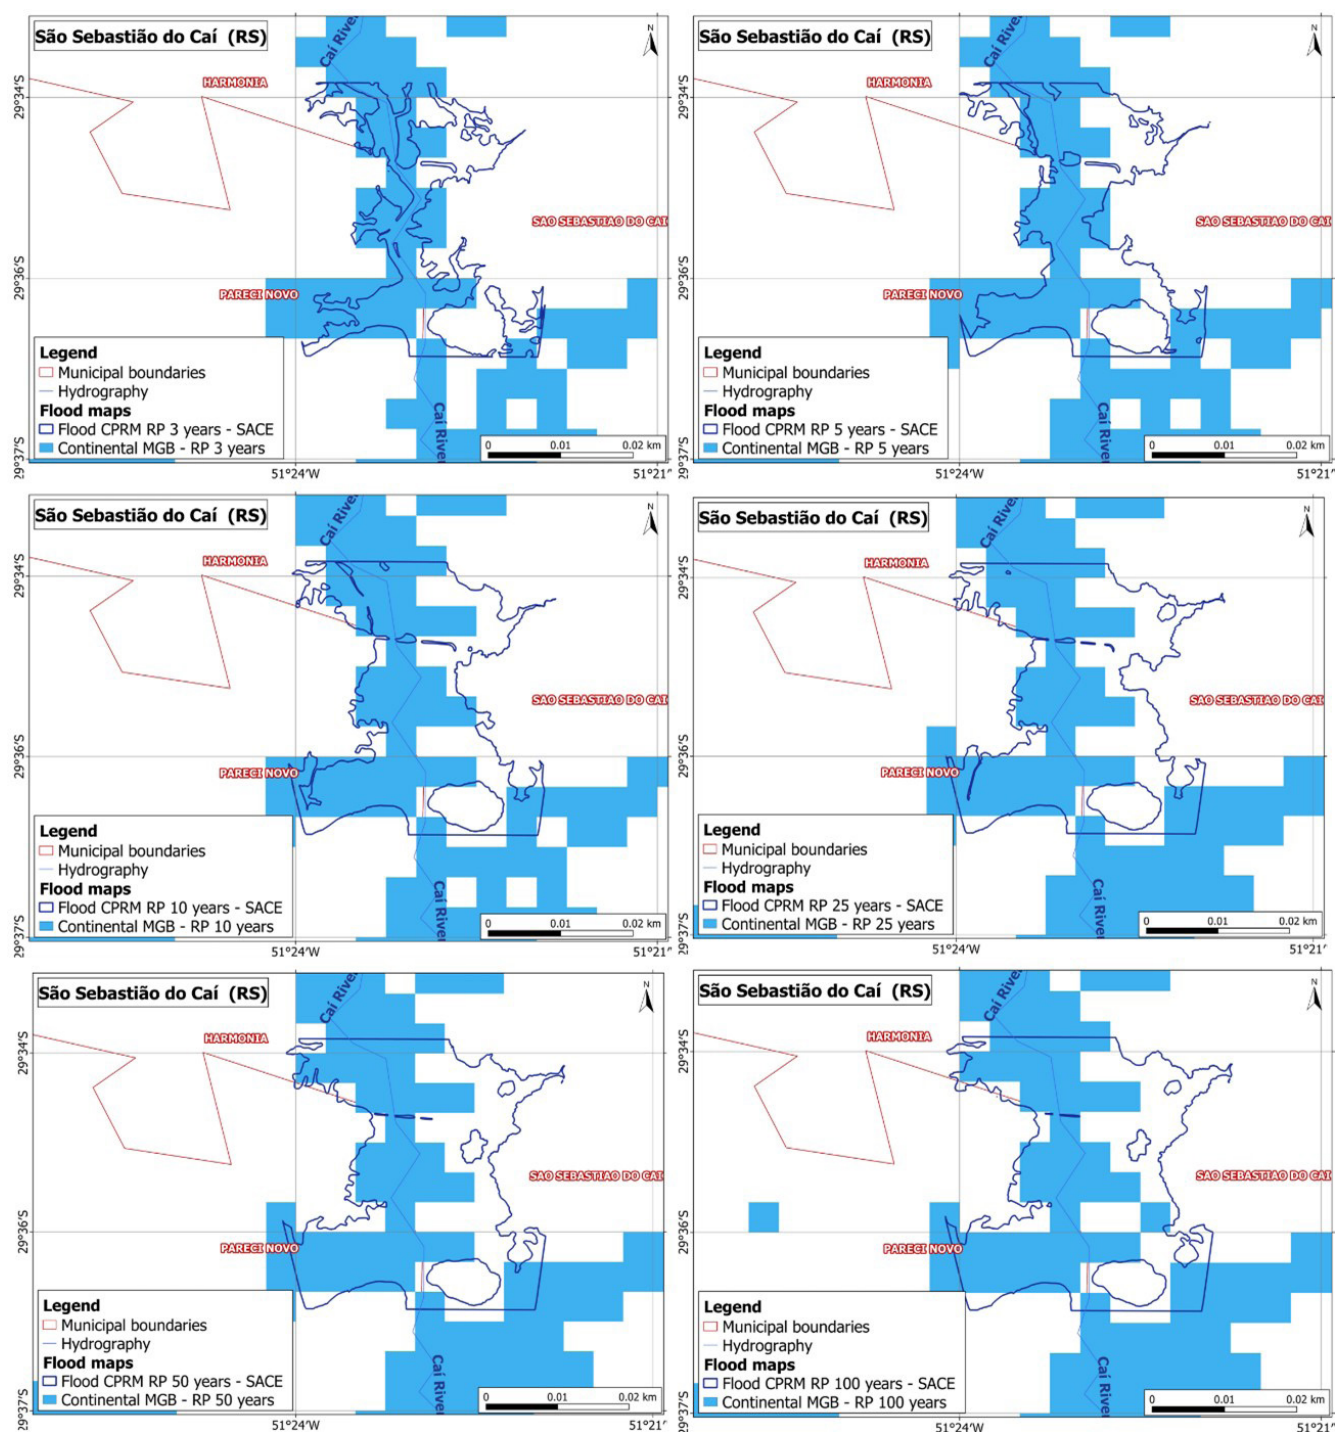 São Sebastião do Caí (RS)
N
Caí River
HARMONIA
29°34'S
SAO SEBASTIAO DO CAI
29°36'S
PARECI NOVO
Legend
Municipal boundaries
Hydrography
Flood maps
Flood CPRM RP 3 years - SACE
Continental MGB - RP 3 years
Caí River
0 0.01 0.02 km
29°37'S
51°24'W 51°21'
São Sebastião do Caí (RS)
N
Caí River
HARMONIA
29°34'S
SAO SEBASTIAO DO CAI
29°36'S
PARECI NOVO
Legend
Municipal boundaries
Hydrography
Flood maps
Flood CPRM RP 5 years - SACE
Continental MGB - RP 5 years
Caí River
0 0.01 0.02 km
29°37'S
51°24'W 51°21'
São Sebastião do Caí (RS)
N
Caí River
HARMONIA
29°34'S
SAO SEBASTIAO DO CAI
29°36'S
PARECI NOVO
Legend
Municipal boundaries
Hydrography
Flood maps
Flood CPRM RP 10 years - SACE
Continental MGB - RP 10 years
Caí River
0 0.01 0.02 km
29°37'S
51°24'W 51°21'
São Sebastião do Caí (RS)
N
Caí River
HARMONIA
29°34'S
SAO SEBASTIAO DO CAI
29°36'S
PARECI NOVO
Legend
Municipal boundaries
Hydrography
Flood maps
Flood CPRM RP 25 years - SACE
Continental MGB - RP 25 years
Caí River
0 0.01 0.02 km
29°37'S
51°24'W 51°21'
São Sebastião do Caí (RS)
N
Caí River
HARMONIA
29°34'S
SAO SEBASTIAO DO CAI
29°36'S
PARECI NOVO
Legend
Municipal boundaries
Hydrography
Flood maps
Flood CPRM RP 50 years - SACE
Continental MGB - RP 50 years
Caí River
0 0.01 0.02 km
29°37'S
51°24'W 51°21'
São Sebastião do Caí (RS)
N
Caí River
HARMONIA
29°34'S
SAO SEBASTIAO DO CAI
29°36'S
PARECI NOVO
Legend
Municipal boundaries
Hydrography
Flood maps
Flood CPRM RP 100 years - SACE
Continental MGB - RP 100 years
Caí River
0 0.01 0.02 km
29°37'S
51°24'W 51°21'